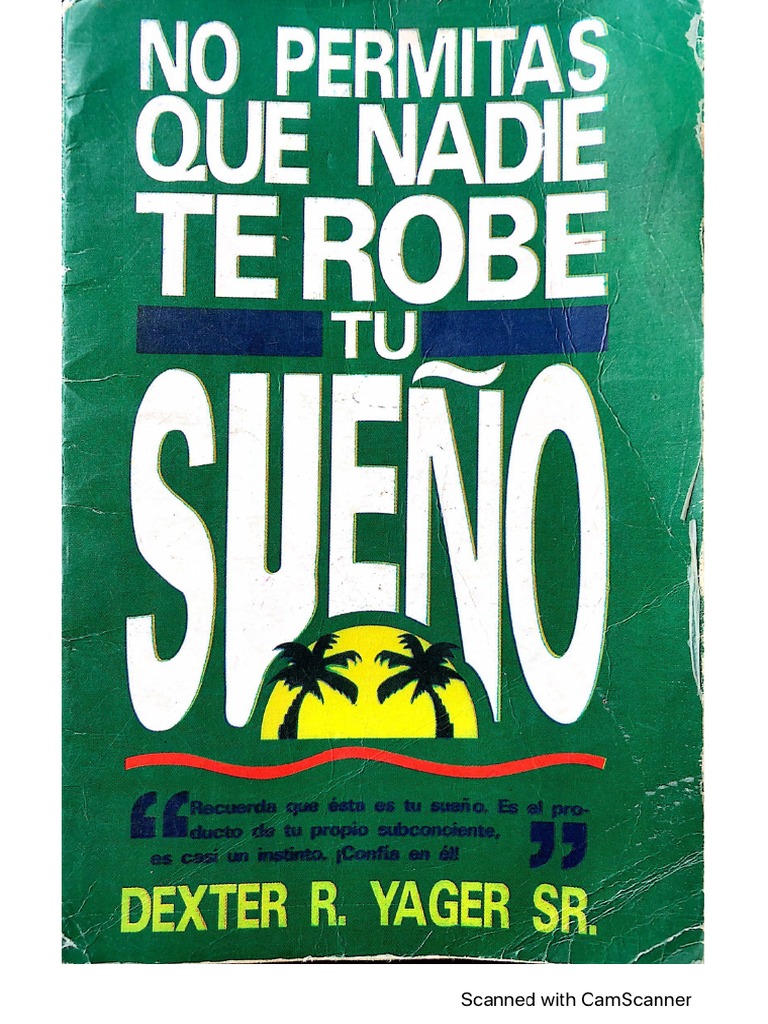 NO PERMITAS
QUE NADIE
TE ROBE
TU
SUEÑO
“Recuerda que ésta es tu sueño. Es el pro-
ducto de tu propio subconciente,
es casi un instinto. ¡Confía en él!”
DEXTER R. YAGER SR.
Scanned with CamScanner